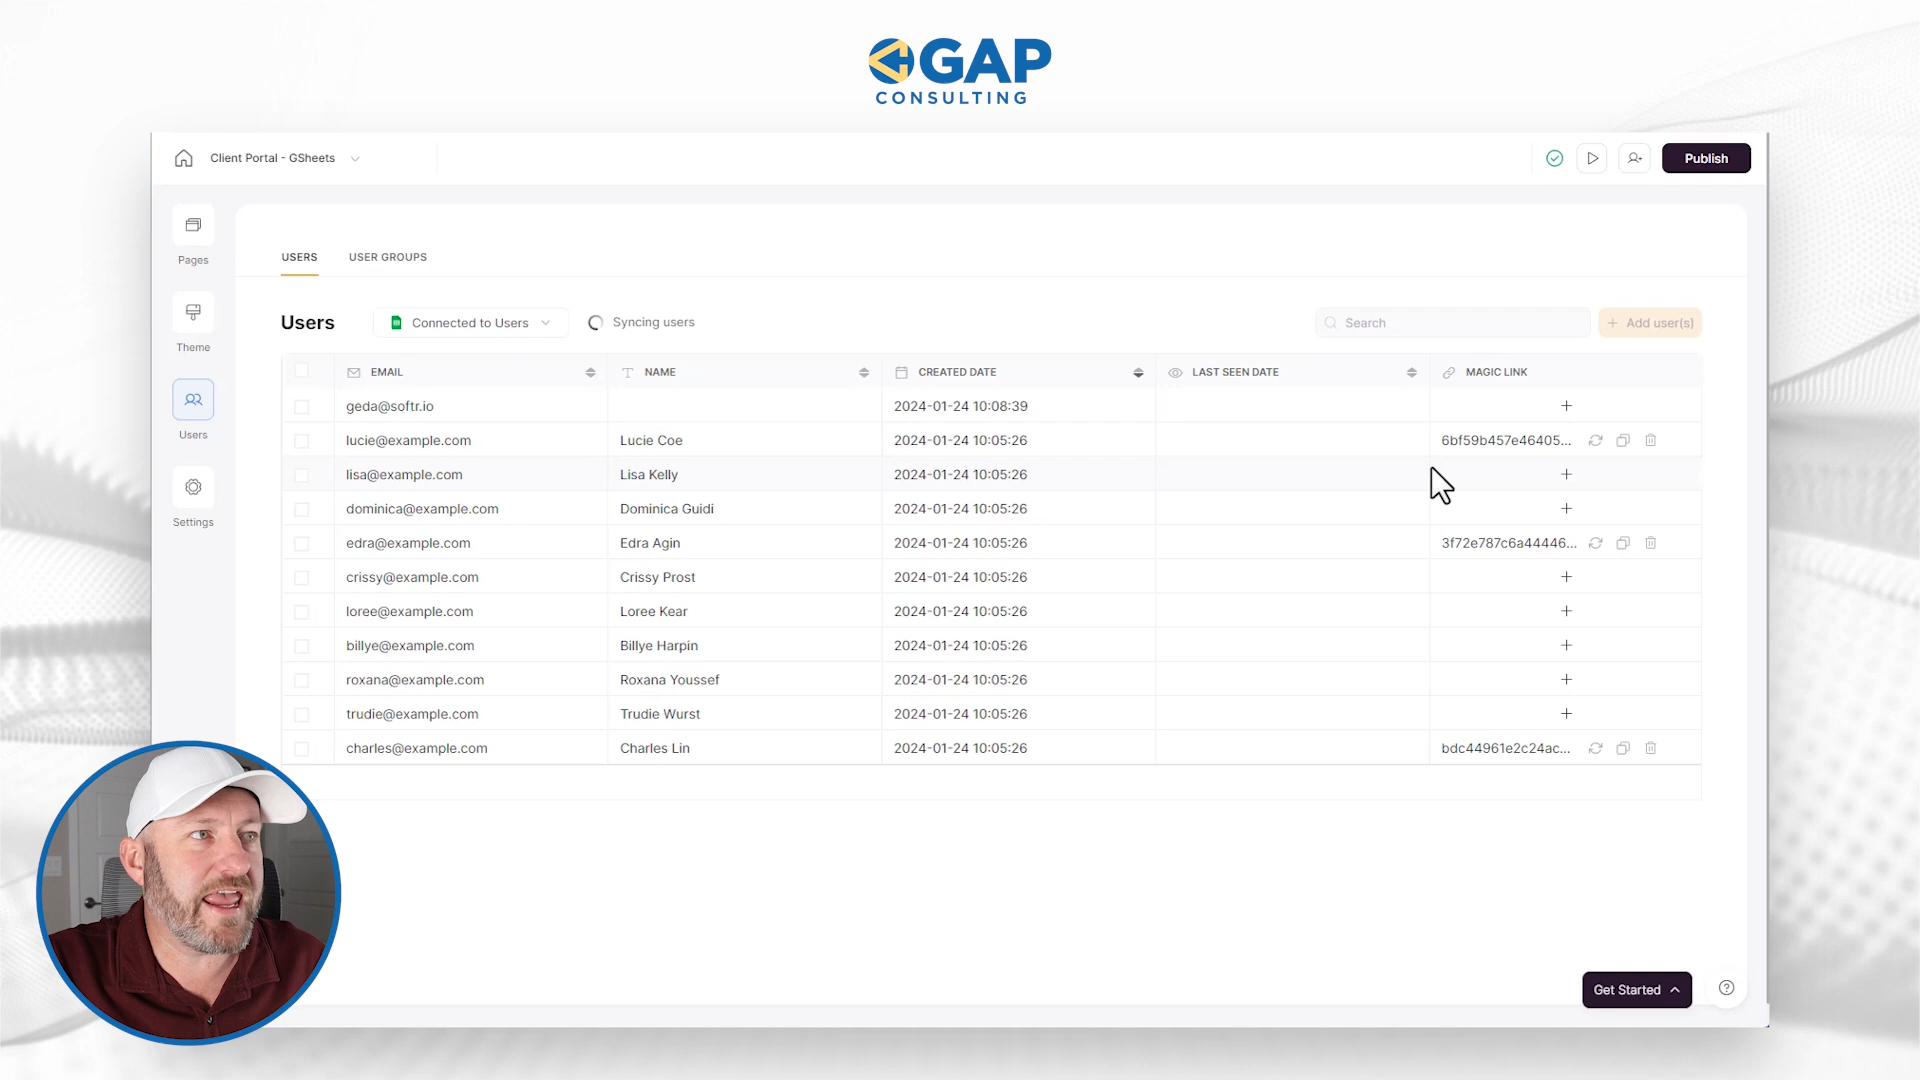 GAP
CONSULTING
Client Portal - GSheets
Publish
Pages
Theme
Users
Settings
USERS USER GROUPS
Users Connected to Users Syncing users Search + Add user(s)
EMAIL NAME CREATED DATE LAST SEEN DATE MAGIC LINK
geda@softr.io 2024-01-24 10:08:39 +
lucie@example.com Lucie Coe 2024-01-24 10:05:26 6bf59b457e46405...
lisa@example.com Lisa Kelly 2024-01-24 10:05:26 +
dominica@example.com Dominica Guidi 2024-01-24 10:05:26 +
edra@example.com Edra Agin 2024-01-24 10:05:26 3f72e787c6a44446...
crissy@example.com Crissy Prost 2024-01-24 10:05:26 +
loree@example.com Loree Kear 2024-01-24 10:05:26 +
billye@example.com Billye Harpin 2024-01-24 10:05:26 +
roxana@example.com Roxana Youssef 2024-01-24 10:05:26 +
trudie@example.com Trudie Wurst 2024-01-24 10:05:26 +
charles@example.com Charles Lin 2024-01-24 10:05:26 bdc44961e2c24ac...
Get Started ?